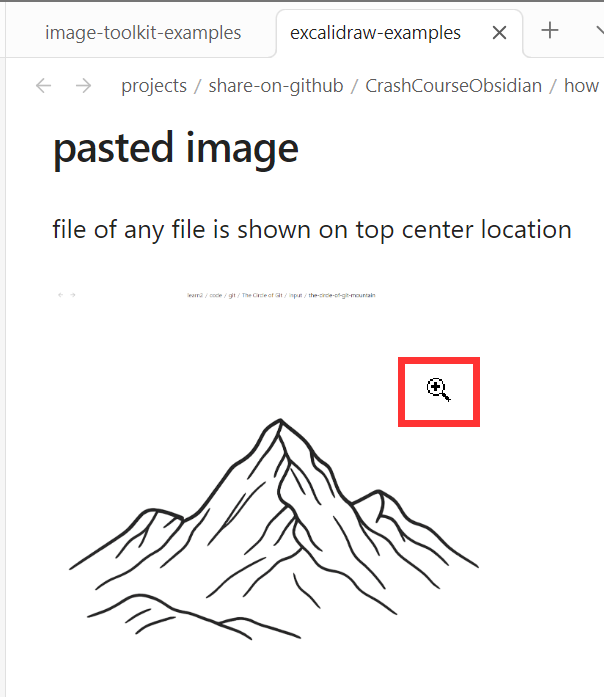 image-toolkit-examples excalidraw-examples
projects / share-on-github / CrashCourseObsidian / how
pasted image
file of any file is shown on top center location
learn2 / code / git / The Circle of Git / input / the-circle-of-git-mountain